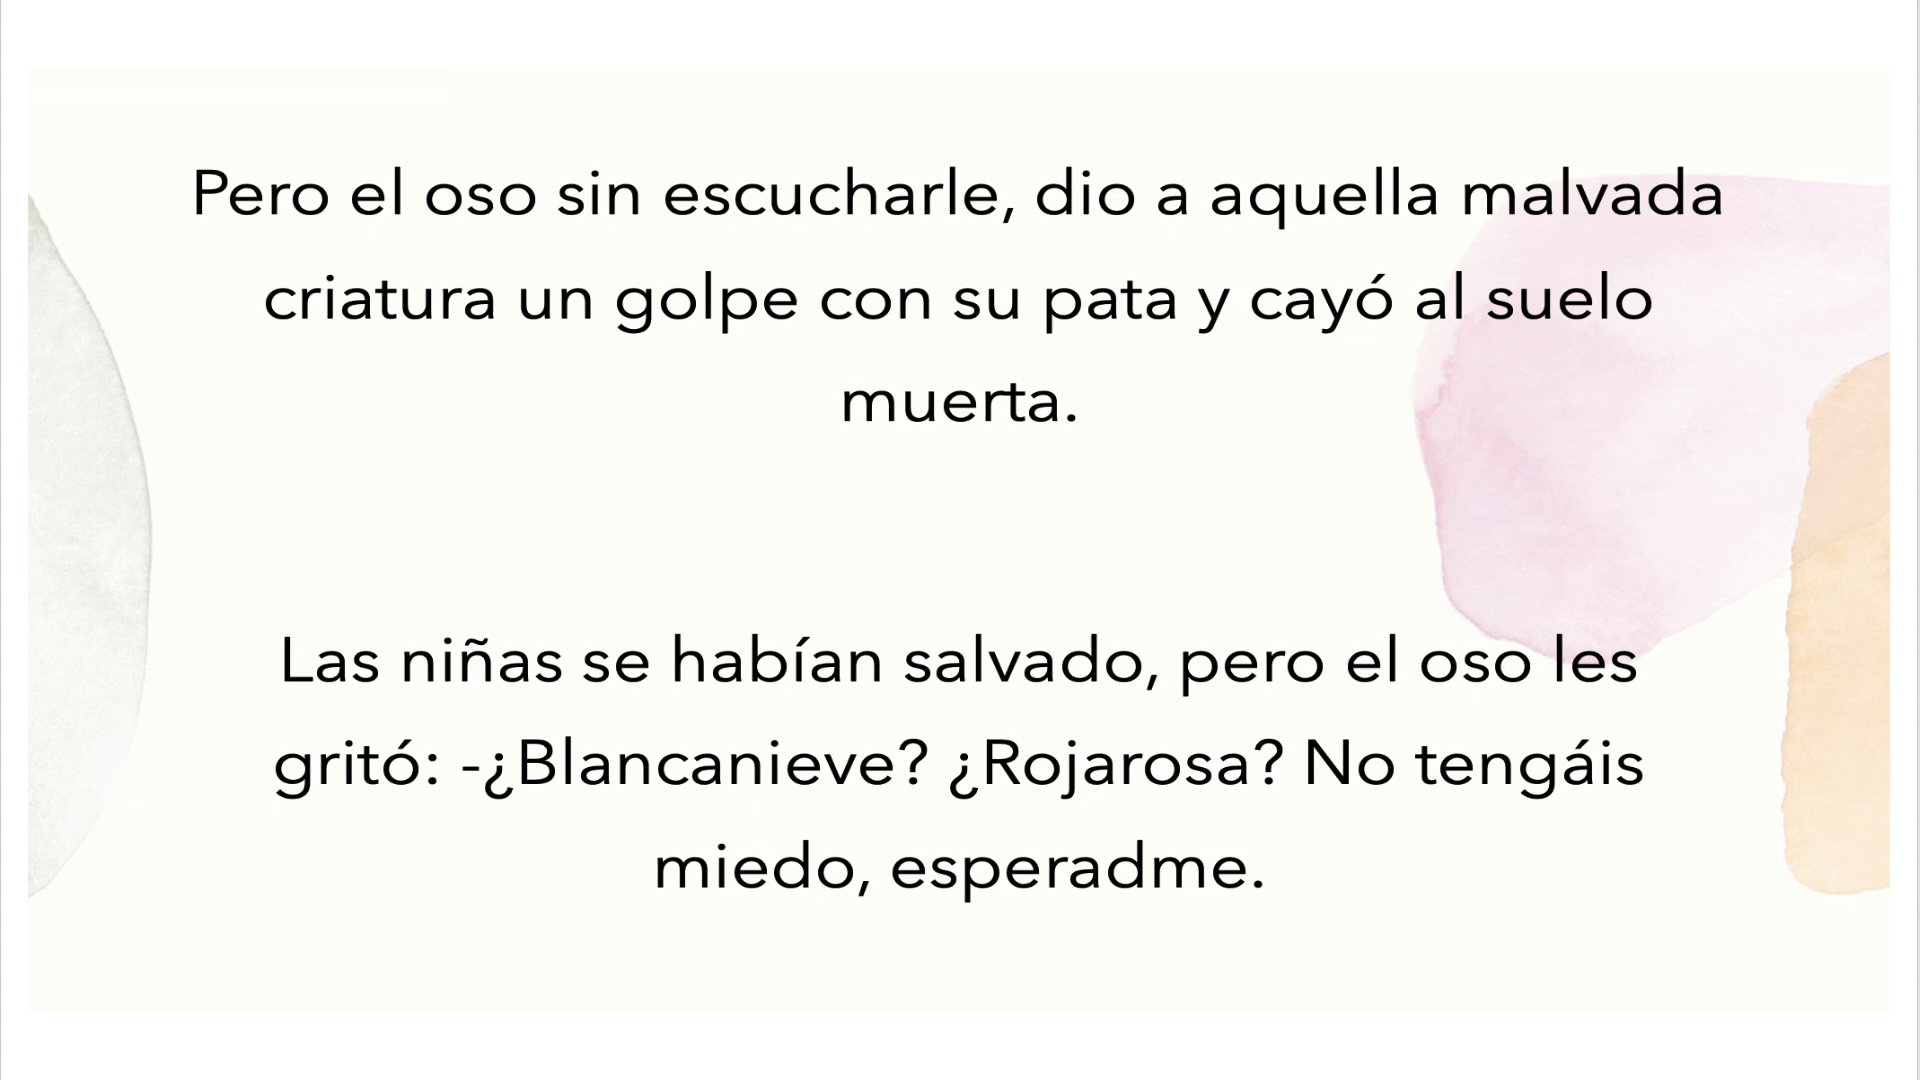 Pero el oso sin escucharle, dio a aquella malvada
criatura un golpe con su pata y cayó al suelo
muerta.
Las niñas se habían salvado, pero el oso les
gritó: -¿Blancanieve? ¿Rojarosa? No tengáis
miedo, esperadme.